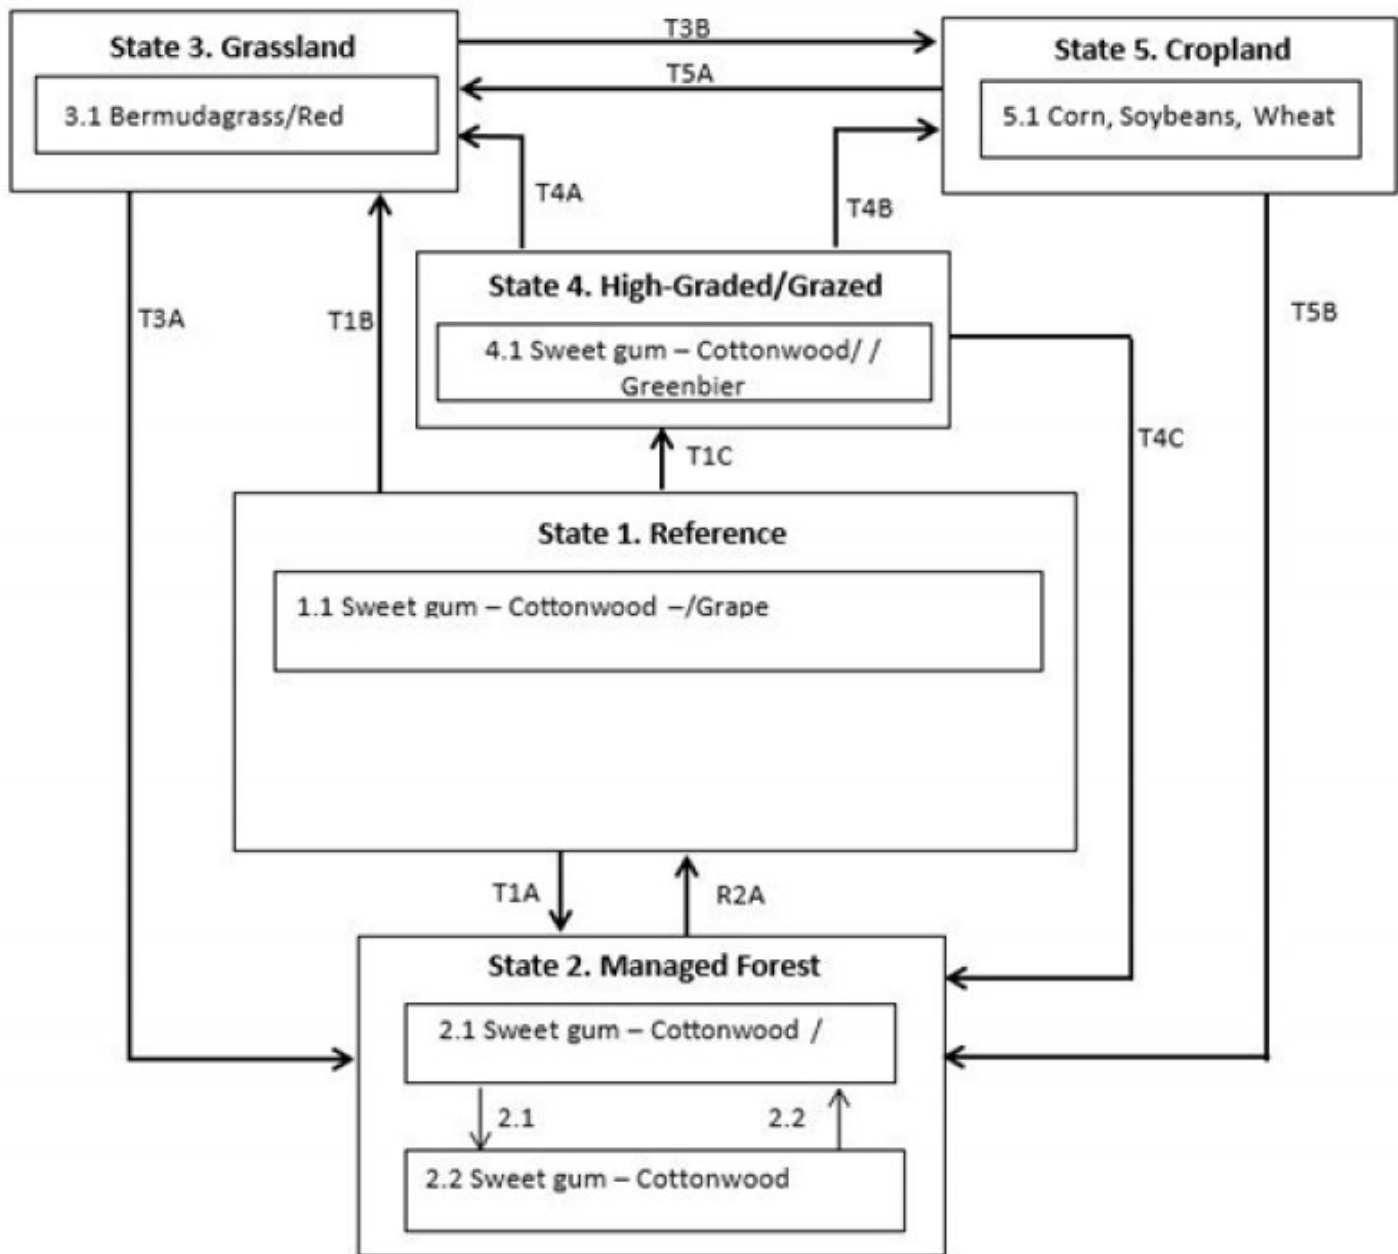 State 3. Grassland
3.1 Bermudagrass/Red
T3B
T5A
State 5. Cropland
5.1 Corn, Soybeans, Wheat
T4A
T4B
State 4. High-Graded/Grazed
4.1 Sweet gum – Cottonwood/ /
Greenbier
T3A
T1B
T5B
T4C
T1C
State 1. Reference
1.1 Sweet gum – Cottonwood –/Grape
T1A
R2A
State 2. Managed Forest
2.1 Sweet gum – Cottonwood /
2.1
2.2
2.2 Sweet gum – Cottonwood